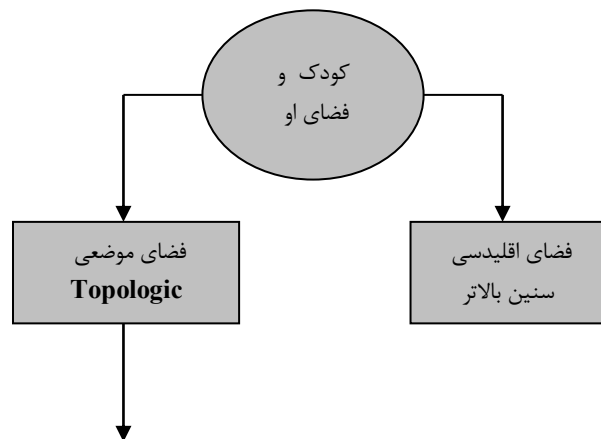 کودک و
فضای او
فضای اقلیدسی
سنین بالاتر
فضای موضعی
Topologic